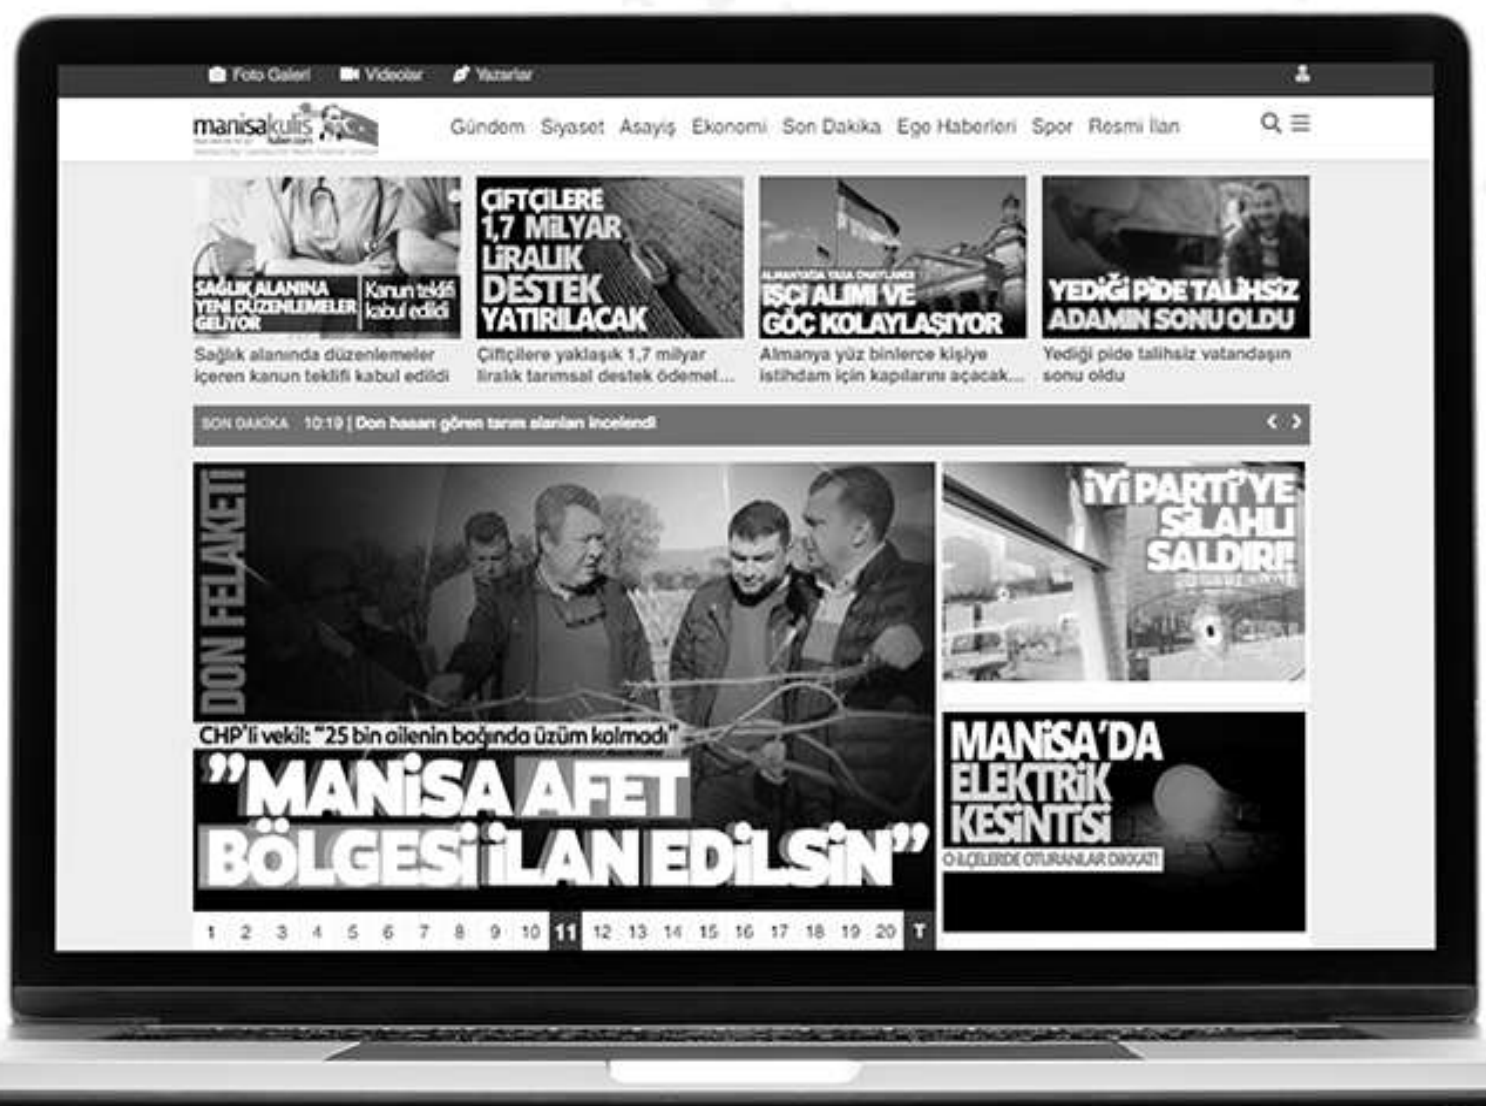 Foto Galeri Videolar Yazarlar
manisakulis
haber.com
Gündem Siyaset Asayiş Ekonomi Son Dakika Ege Haberleri Spor Resmi İlan
SAĞLIK ALANINA
YENİ DÜZENLEMELER
GELİYOR
Kanun teklifi
kabul edildi
Sağlık alanında düzenlemeler
içeren kanun teklifi kabul edildi
ÇİFTÇİLERE
1,7 MİLYAR
LİRALIK
DESTEK
YATIRILACAK
Çiftçilere yaklaşık 1,7 milyar
liralık tarımsal destek ödemel...
ALMANYA'DA YASA ONAYLANDI
İŞÇİ ALIMI VE
GÖÇ KOLAYLAŞIYOR
Almanya yüz binlerce kişiye
istihdam için kapılarını açacak...
YEDİĞİ PİDE TALİHSİZ
ADAMIN SONU OLDU
Yediği pide talihsiz vatandaşın
sonu oldu
SON DAKİKA 10:19 | Don hasarı gören tarım alanları incelendi
DON FELAKETİ
CHP'li vekil: "25 bin ailenin bağında üzüm kalmadı"
"MANİSA AFET
BÖLGESİ İLAN EDİLSİN"
1 2 3 4 5 6 7 8 9 10 11 12 13 14 15 16 17 18 19 20 T
İYİ PARTİ'YE
SİLAHLI
SALDIRI!
MANİSA'DA
ELEKTRİK
KESİNTİSİ
O İLÇELERDE OTURANLAR DİKKAT!